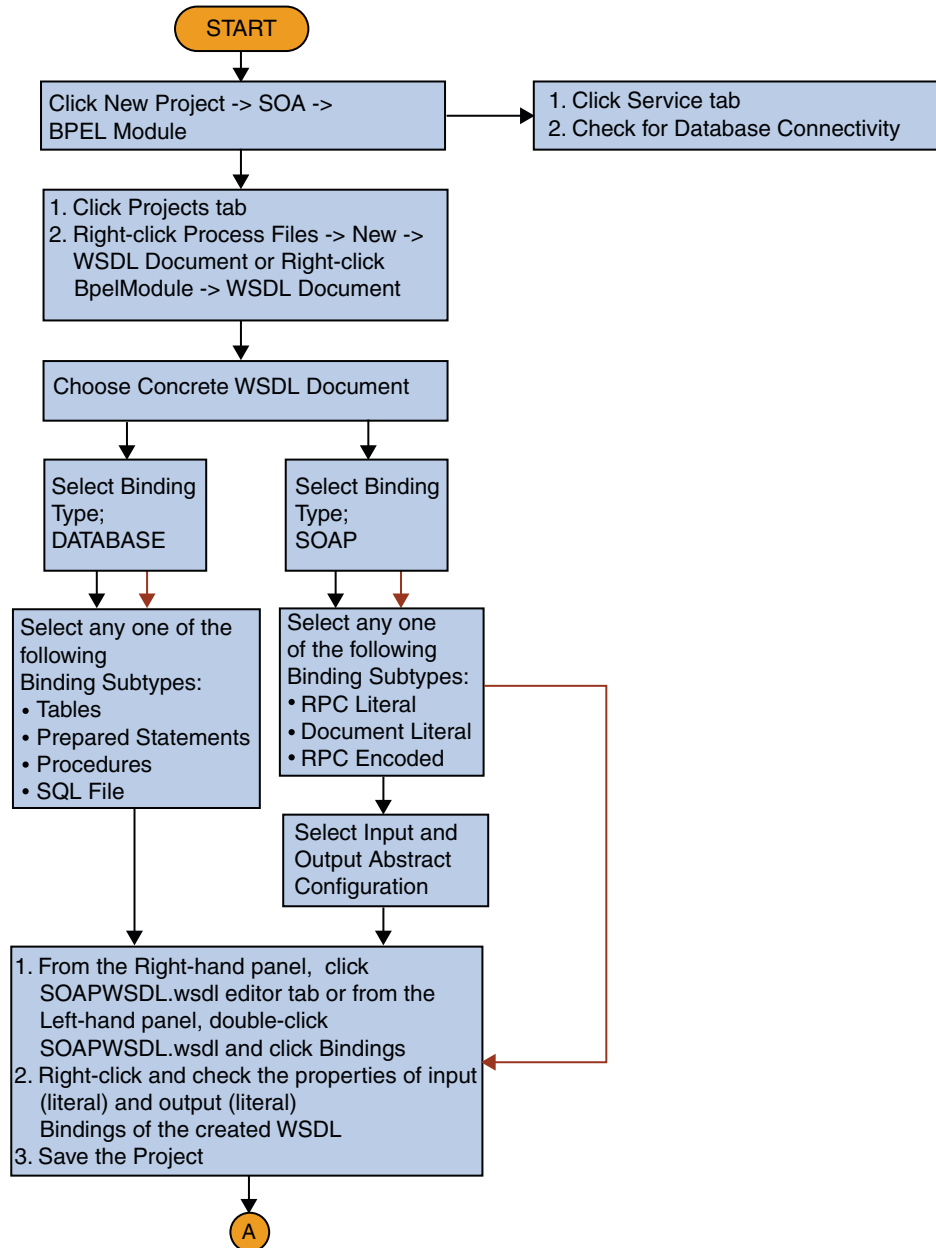 START
Click New Project -> SOA ->
BPEL Module
1. Click Service tab
2. Check for Database Connectivity
1. Click Projects tab
2. Right-click Process Files -> New ->
WSDL Document or Right-click
BpelModule -> WSDL Document
Choose Concrete WSDL Document
Select Binding
Type;
DATABASE
Select Binding
Type;
SOAP
Select any one of the
following
Binding Subtypes:
• Tables
• Prepared Statements
• Procedures
• SQL File
Select any one
of the following
Binding Subtypes:
• RPC Literal
• Document Literal
• RPC Encoded
Select Input and
Output Abstract
Configuration
1. From the Right-hand panel, click
SOAPWSDL.wsdl editor tab or from the
Left-hand panel, double-click
SOAPWSDL.wsdl and click Bindings
2. Right-click and check the properties of input
(literal) and output (literal)
Bindings of the created WSDL
3. Save the Project
A